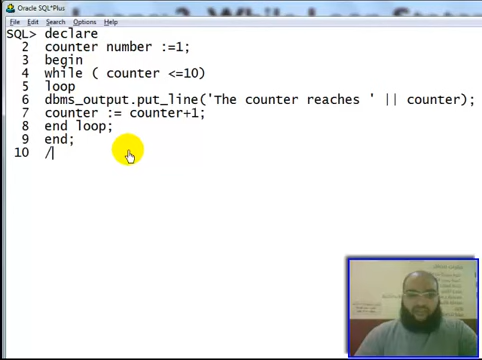 Oracle SQL*Plus
File Edit Search Options Help
SQL> declare
2 counter number :=1;
3 begin
4 while ( counter <=10)
5 loop
6 dbms_output.put_line('The counter reaches ' || counter);
7 counter := counter+1;
8 end loop;
9 end;
10 /